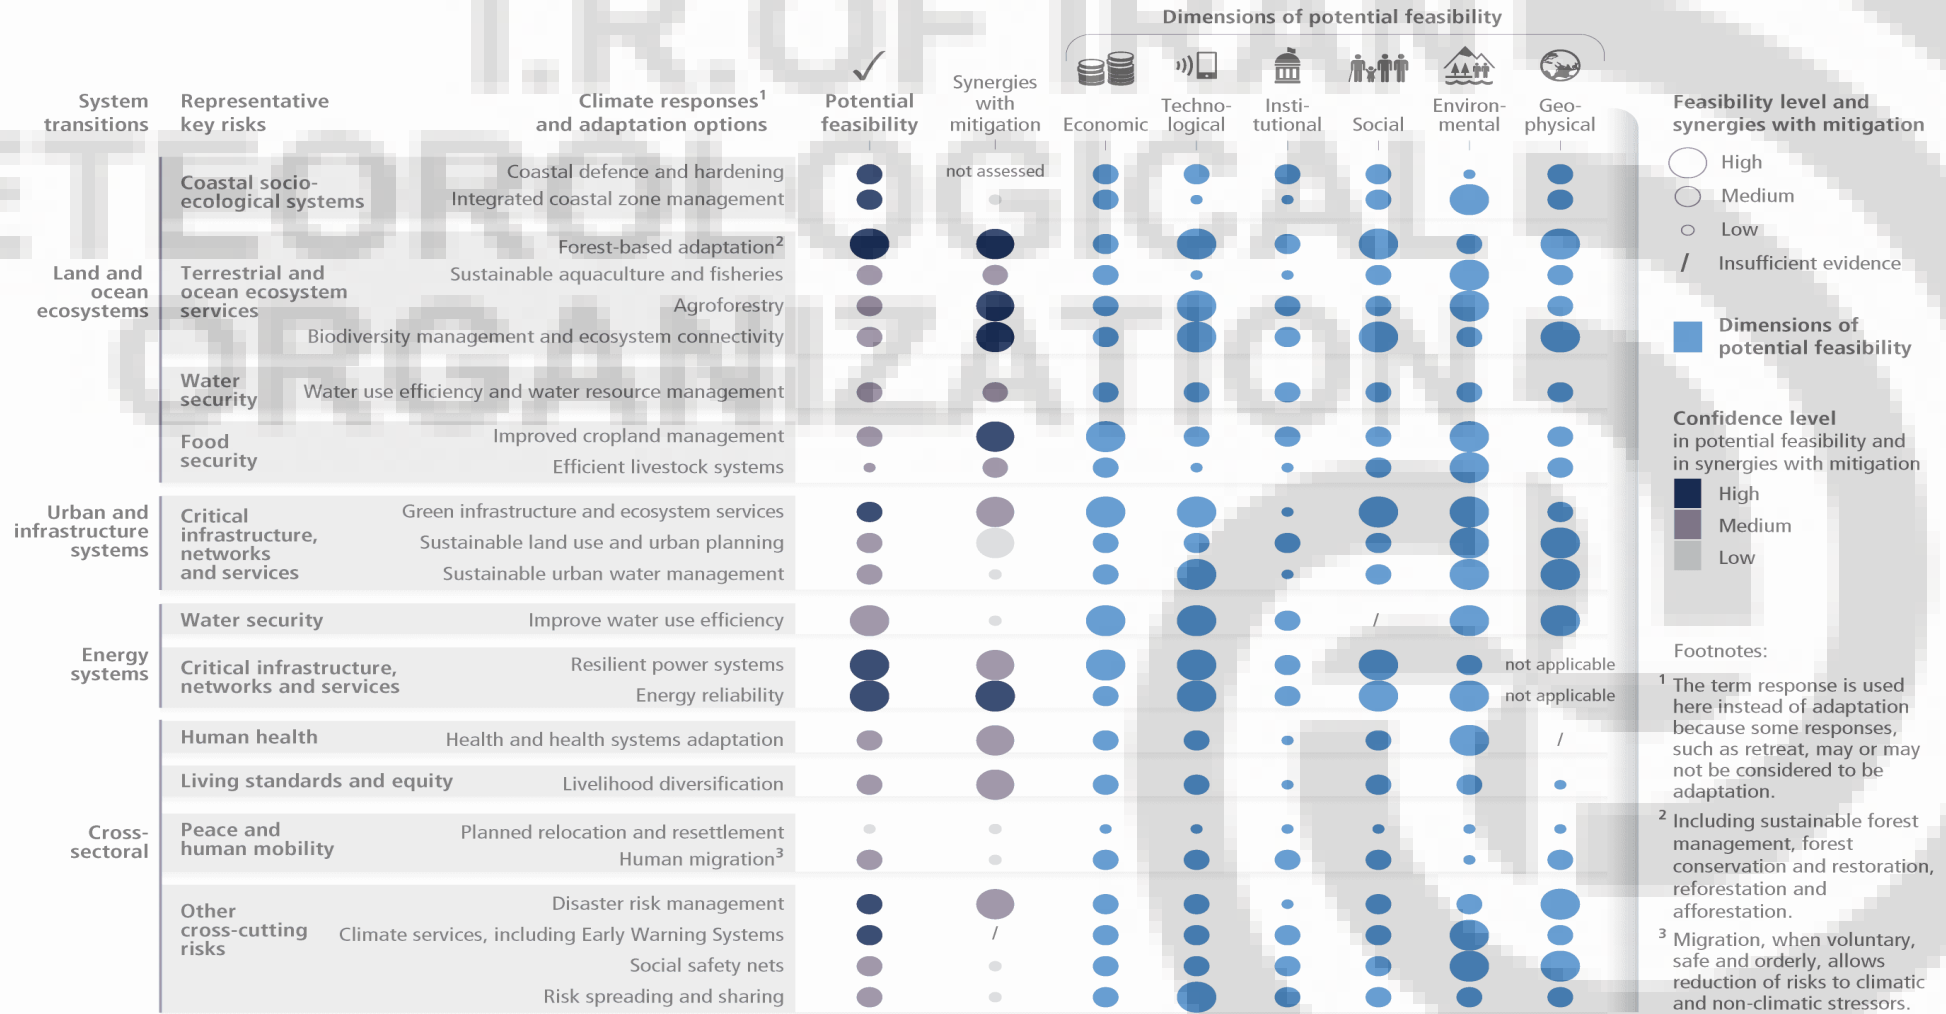 I.R.OF IRAN
METEOROLOGICAL
ORGANIZATION
Dimensions of potential feasibility
System
transitions
Representative
key risks
Climate responses1
and adaptation options
Potential
feasibility
Synergies
with
mitigation
Economic
Techno-
logical
Insti-
tutional
Social
Environ-
mental
Geo-
physical
Land and
ocean
ecosystems
Coastal socio-
ecological systems
Coastal defence and hardening
not assessed
Integrated coastal zone management
Terrestrial and
ocean ecosystem
services
Forest-based adaptation2
Sustainable aquaculture and fisheries
Agroforestry
Biodiversity management and ecosystem connectivity
Water
security
Water use efficiency and water resource management
Food
security
Improved cropland management
Efficient livestock systems
Urban and
infrastructure
systems
Critical
infrastructure,
networks
and services
Green infrastructure and ecosystem services
Sustainable land use and urban planning
Sustainable urban water management
Energy
systems
Water security
Improve water use efficiency
/
Critical infrastructure,
networks and services
Resilient power systems
not applicable
Energy reliability
not applicable
Cross-
sectoral
Human health
Health and health systems adaptation
/
Living standards and equity
Livelihood diversification
Peace and
human mobility
Planned relocation and resettlement
Human migration3
Other
cross-cutting
risks
Disaster risk management
Climate services, including Early Warning Systems
/
Social safety nets
Risk spreading and sharing
Feasibility level and
synergies with mitigation
High
Medium
Low
/ Insufficient evidence
Dimensions of
potential feasibility
Confidence level
in potential feasibility and
in synergies with mitigation
High
Medium
Low
Footnotes:
1 The term response is used
here instead of adaptation
because some responses,
such as retreat, may or may
not be considered to be
adaptation.
2 Including sustainable forest
management, forest
conservation and restoration,
reforestation and
afforestation.
3 Migration, when voluntary,
safe and orderly, allows
reduction of risks to climatic
and non-climatic stressors.